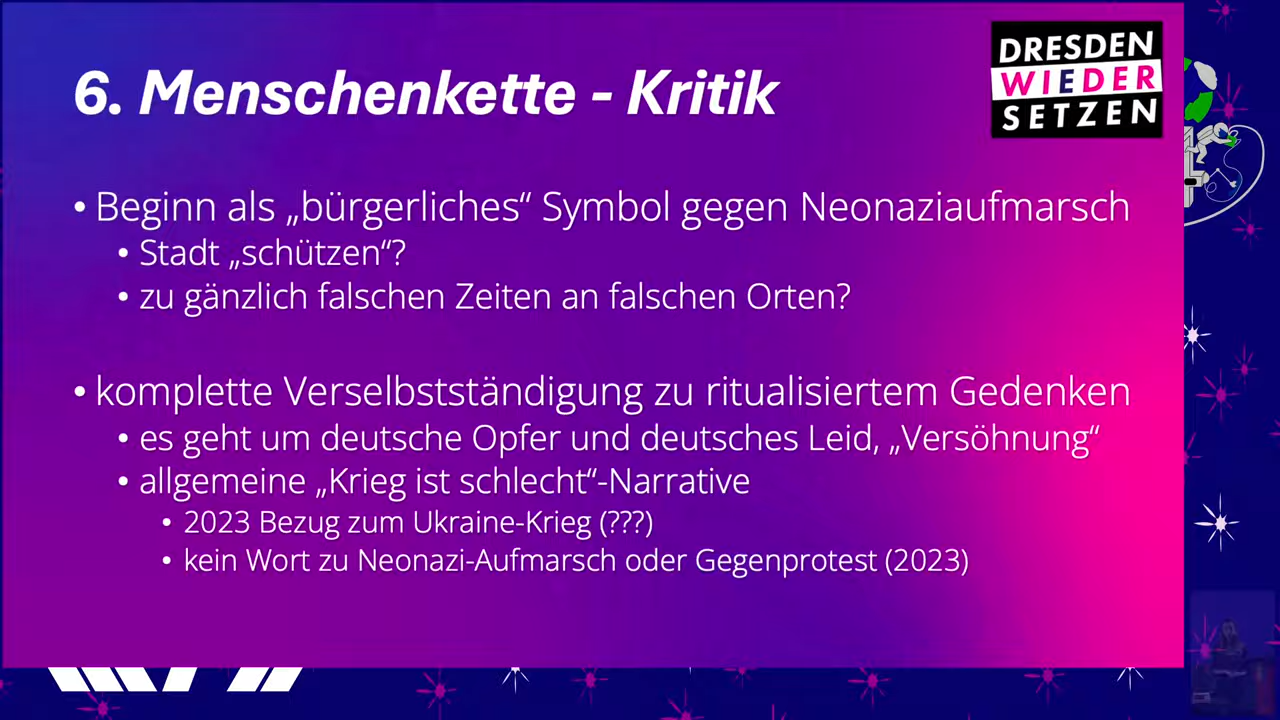 6. Menschenkette - Kritik
DRESDEN
WIEDER
SETZEN
• Beginn als „bürgerliches“ Symbol gegen Neonaziaufmarsch
• Stadt „schützen“?
• zu gänzlich falschen Zeiten an falschen Orten?
• komplette Verselbstständigung zu ritualisiertem Gedenken
• es geht um deutsche Opfer und deutsches Leid, „Versöhnung“
• allgemeine „Krieg ist schlecht“-Narrative
• 2023 Bezug zum Ukraine-Krieg (???)
• kein Wort zu Neonazi-Aufmarsch oder Gegenprotest (2023)